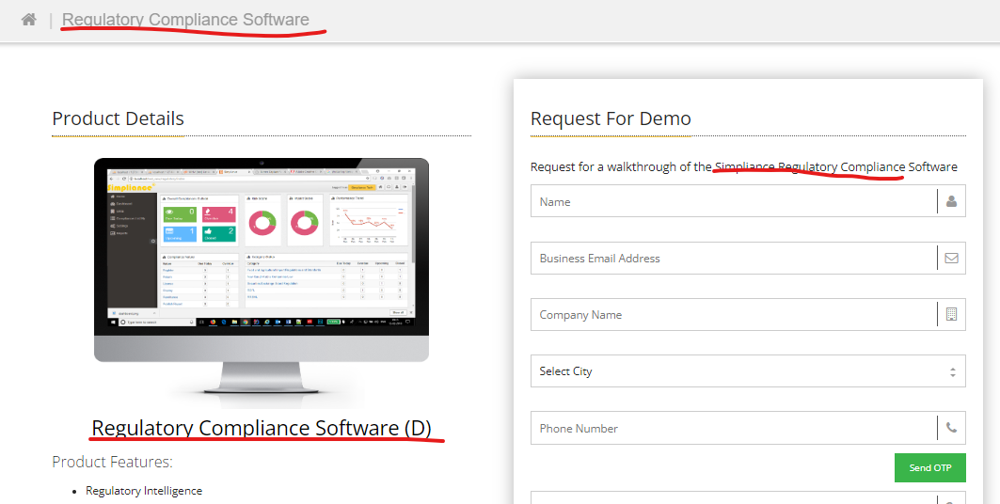 | Regulatory Compliance Software
Product Details
Simpliance
Regulatory Compliance Software (D)
Product Features:
• Regulatory Intelligence
Request For Demo
Request for a walkthrough of the Simpliance Regulatory Compliance Software
Name
Business Email Address
Company Name
Select City
Phone Number
Send OTP